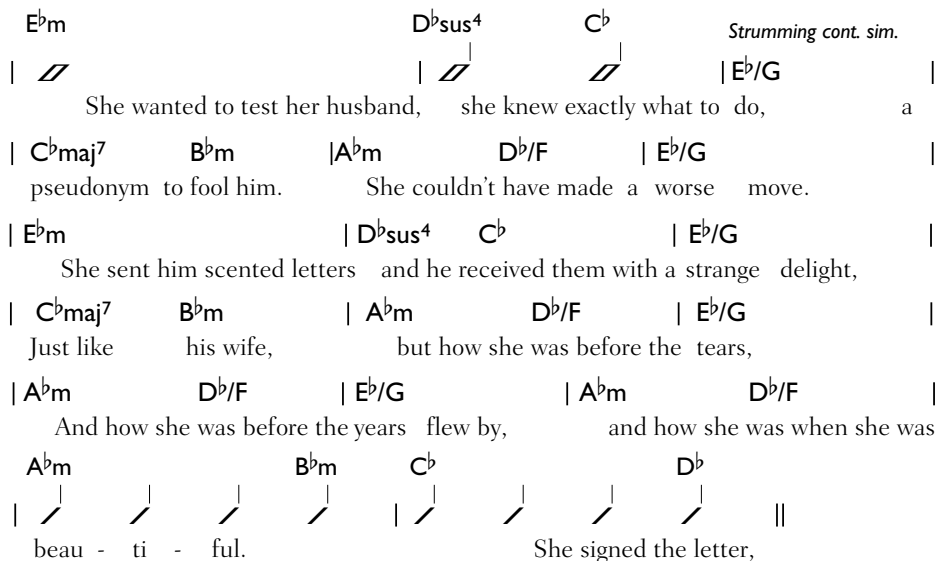 E♭m D♭sus4 C♭ Strumming cont. sim.
| | | E♭/G |
She wanted to test her husband, she knew exactly what to do, a
| C♭maj7 B♭m | A♭m D♭/F | E♭/G |
pseudonym to fool him. She couldn't have made a worse move.
| E♭m | D♭sus4 C♭ | E♭/G |
She sent him scented letters and he received them with a strange delight,
| C♭maj7 B♭m | A♭m D♭/F | E♭/G |
Just like his wife, but how she was before the tears,
| A♭m D♭/F | E♭/G | A♭m D♭/F |
And how she was before the years flew by, and how she was when she was
A♭m B♭m C♭ D♭
beau - ti - ful. She signed the letter,